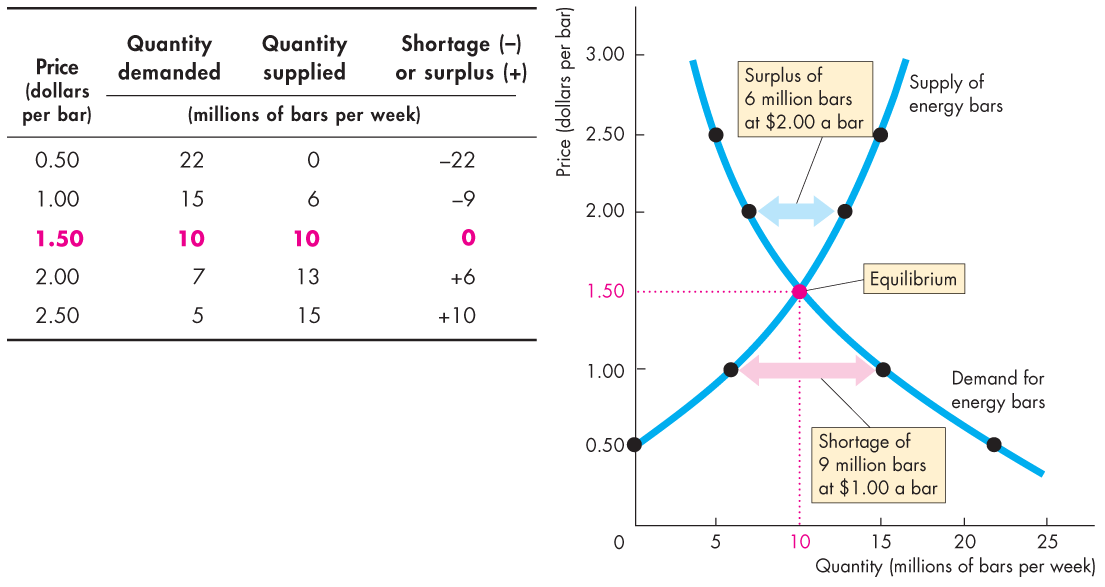 Price
(dollars
per bar)
Quantity
demanded
Quantity
supplied
Shortage (–)
or surplus (+)
(millions of bars per week)
0.50 22 0 –22
1.00 15 6 –9
1.50 10 10 0
2.00 7 13 +6
2.50 5 15 +10
Price (dollars per bar)
3.00
2.50
2.00
1.50
1.00
0.50
0
5
10
15
20
25
Quantity (millions of bars per week)
Surplus of
6 million bars
at $2.00 a bar
Supply of
energy bars
Equilibrium
Demand for
energy bars
Shortage of
9 million bars
at $1.00 a bar